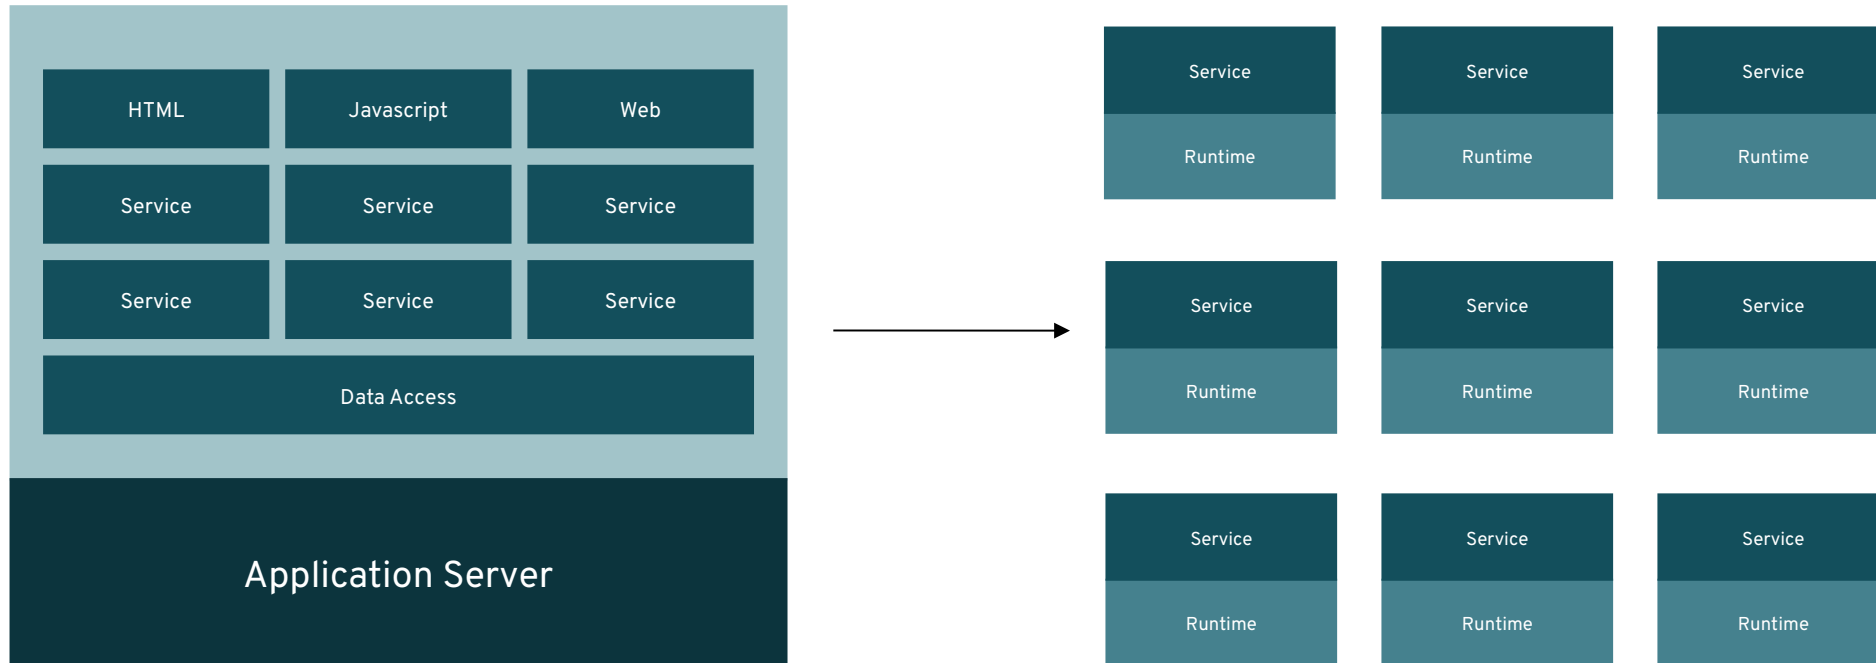 HTML
Javascript
Web
Service
Service
Service
Service
Service
Service
Data Access
Application Server
Service
Service
Service
Runtime
Runtime
Runtime
Service
Service
Service
Runtime
Runtime
Runtime
Service
Service
Service
Runtime
Runtime
Runtime